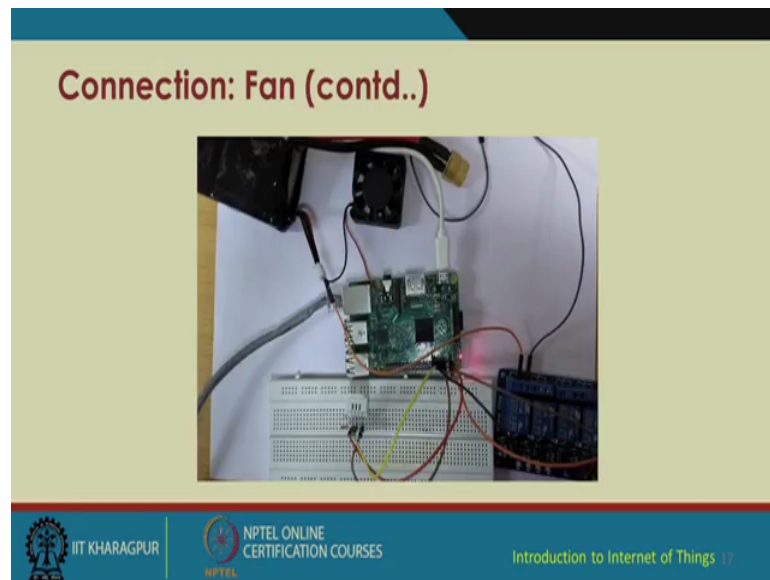 Connection: Fan (contd..)
IIT KHARAGPUR
NPTEL
NPTEL ONLINE
CERTIFICATION COURSES
Introduction to Internet of Things 17